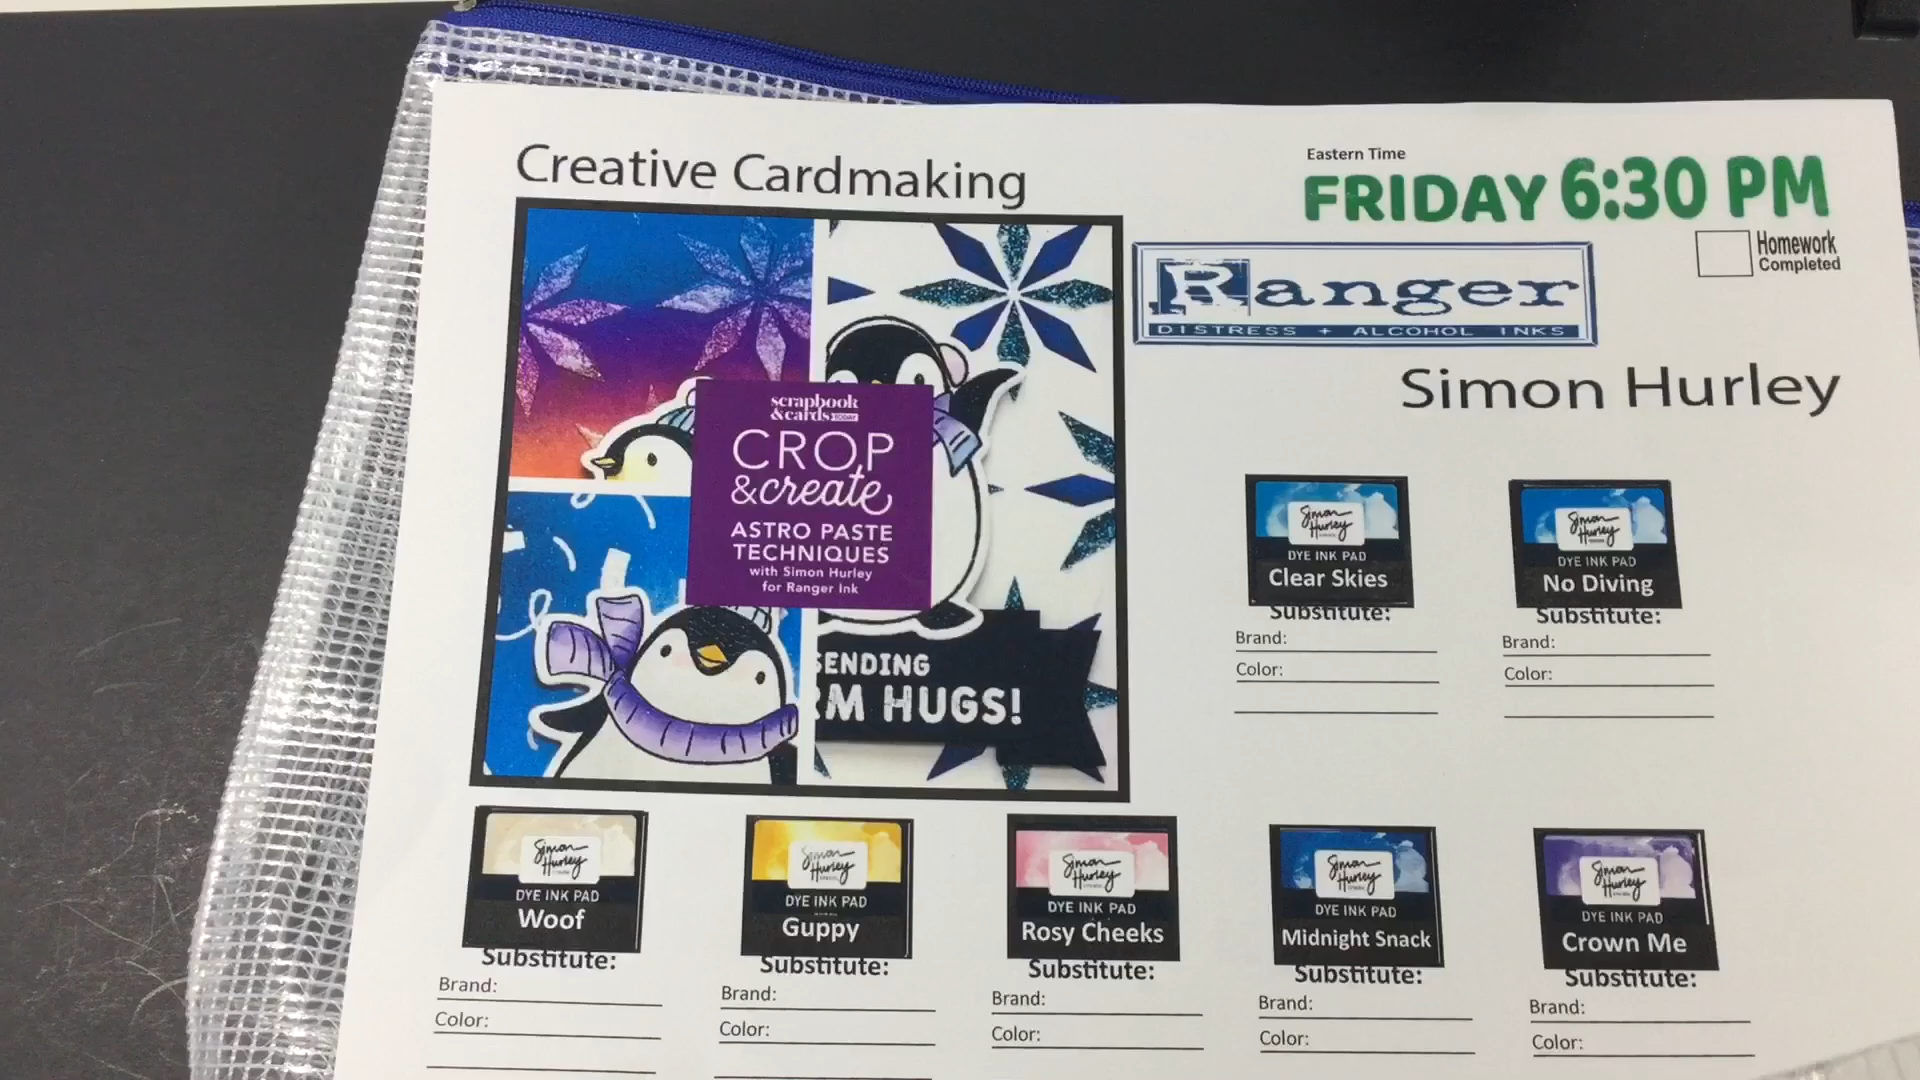 Creative Cardmaking
Eastern Time
FRIDAY 6:30 PM
Homework
Completed
Ranger
DISTRESS + ALCOHOL INKS
Simon Hurley
scrapbook
&cards TODAY
CROP
&create
ASTRO PASTE
TECHNIQUES
with Simon Hurley
for Ranger Ink
SENDING
RM HUGS!
Simon
Hurley
DYE INK PAD
Clear Skies
Substitute:
Brand:
Color:
Simon
Hurley
DYE INK PAD
No Diving
Substitute:
Brand:
Color:
Simon
Hurley
DYE INK PAD
Woof
Substitute:
Brand:
Color:
Simon
Hurley
DYE INK PAD
Guppy
Substitute:
Brand:
Color:
Simon
Hurley
DYE INK PAD
Rosy Cheeks
Substitute:
Brand:
Color:
Simon
Hurley
DYE INK PAD
Midnight Snack
Substitute:
Brand:
Color:
Simon
Hurley
DYE INK PAD
Crown Me
Substitute:
Brand:
Color: